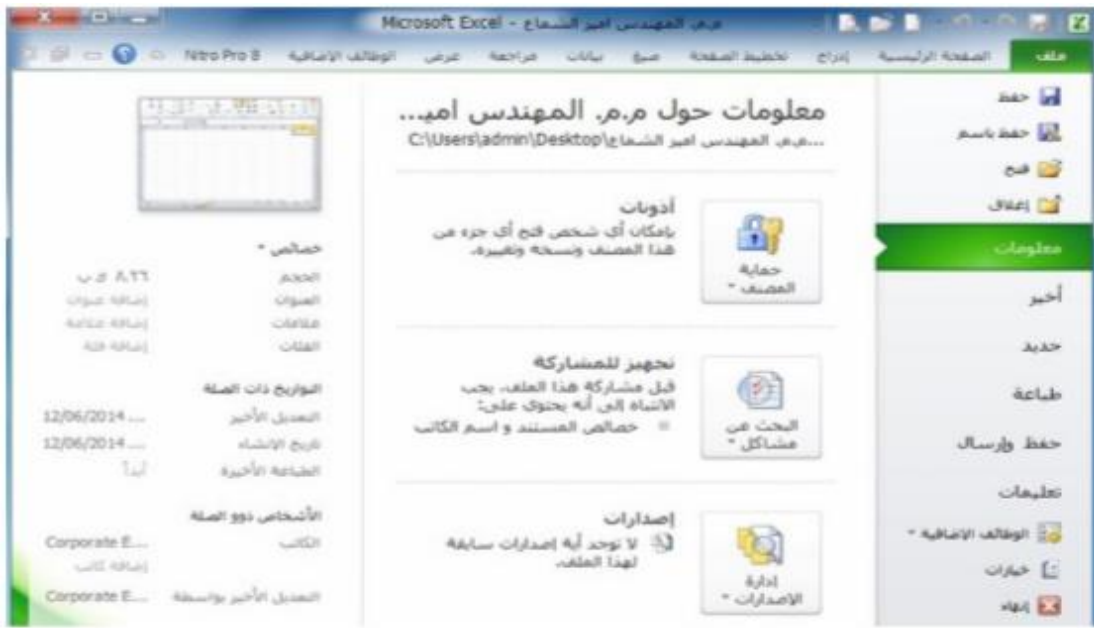 م.م. المهندس امير الشماع - Microsoft Excel
ملف الصفحة الرئيسية إدراج تخطيط الصفحة صيغ بيانات مراجعة عرض الوظائف الإضافية Nitro Pro 8
حفظ
حفظ باسم
فتح
إغلاق
معلومات
أخير
جديد
طباعة
حفظ وإرسال
تعليمات
الوظائف الإضافية
خيارات
إنهاء
معلومات حول م.م. المهندس امي...
C:\Users\admin\Desktop\م.م. المهندس امير الشماع...
حماية
المصنف
أذونات
بإمكان أي شخص فتح أي جزء من
هذا المصنف ونسخه وتغييره.
البحث عن
مشاكل
تجهيز للمشاركة
قبل مشاركة هذا الملف، يجب
الانتباه إلى أنه يحتوي على:
خصائص المستند و اسم الكاتب
إدارة
الإصدارات
إصدارات
لا توجد أية إصدارات سابقة
لهذا الملف.
خصائص
الحجم ٨,٢٦ ك ب
العنوان إضافة عنوان
علامات إضافة علامة
الفئات إضافة فئة
التواريخ ذات الصلة
التعديل الأخير 12/06/2014 ...
تاريخ الإنشاء 12/06/2014 ...
الطباعة الأخيرة أبداً
الأشخاص ذوو الصلة
الكاتب Corporate E...
إضافة كاتب
التعديل الأخير بواسطة Corporate E...